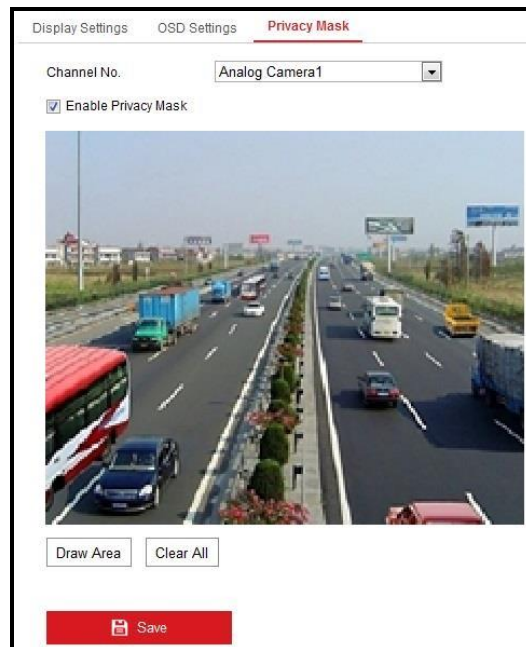 Display Settings OSD Settings Privacy Mask
Channel No. Analog Camera1
Enable Privacy Mask
Draw Area Clear All
Save